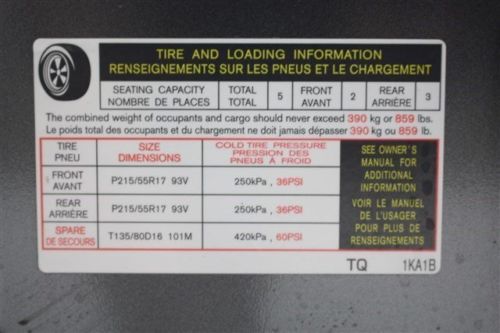 TIRE AND LOADING INFORMATION
RENSEIGNEMENTS SUR LES PNEUS ET LE CHARGEMENT
SEATING CAPACITY TOTAL 5 FRONT 2 REAR 3
NOMBRE DE PLACES TOTAL AVANT ARRIÈRE
The combined weight of occupants and cargo should never exceed 390 kg or 859 lbs.
Le poids total des occupants et du chargement ne doit jamais dépasser 390 kg ou 859 lb.
TIRE SIZE COLD TIRE PRESSURE
PNEU DIMENSIONS PRESSION DES
PNEUS À FROID
FRONT P215/55R17 93V 250kPa , 36PSI
AVANT
REAR P215/55R17 93V 250kPa , 36PSI
ARRIÈRE
SPARE T135/80D16 101M 420kPa , 60PSI
DE SECOURS
SEE OWNER'S
MANUAL FOR
ADDITIONAL
INFORMATION
VOIR LE MANUEL
DE L'USAGER
POUR PLUS DE
RENSEIGNEMENTS
TQ 1KA1B